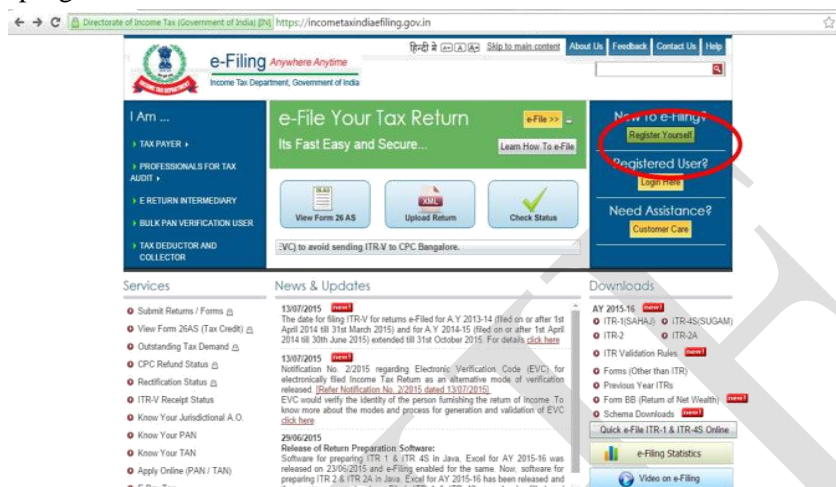 Directorate of Income Tax (Government of India) [IN] https://incometaxindiaefiling.gov.in
हिन्दी में A- A A+ Skip to main content About Us Feedback Contact Us Help
e-Filing Anywhere Anytime
Income Tax Department, Government of India
I Am ...
TAX PAYER
PROFESSIONALS FOR TAX
AUDIT
E RETURN INTERMEDIARY
BULK PAN VERIFICATION USER
TAX DEDUCTOR AND
COLLECTOR
e-File Your Tax Return
e-File >>
Its Fast Easy and Secure...
Learn How To e-File
26 AS
View Form 26 AS
XML
Upload Return
Check Status
EVC) to avoid sending ITR-V to CPC Bangalore.
New to e-Filing?
Register Yourself
Registered User?
Login Here
Need Assistance?
Customer Care
Services
Submit Returns / Forms
View Form 26AS (Tax Credit)
Outstanding Tax Demand
CPC Refund Status
Rectification Status
ITR-V Receipt Status
Know Your Jurisdictional A.O.
Know Your PAN
Know Your TAN
Apply Online (PAN / TAN)
News & Updates
13/07/2015 new!
The date for filing ITR-V for returns e-Filed for A.Y 2013-14 (filed on or after 1st
April 2014 till 31st March 2015) and for A.Y 2014-15 (filed on or after 1st April
2014 till 30th June 2015) extended till 31st October 2015. For details click here
13/07/2015 new!
Notification No. 2/2015 regarding Electronic Verification Code (EVC) for
electronically filed Income Tax Return as an alternative mode of verification
released. [Refer Notification No. 2/2015 dated 13/07/2015].
EVC would verify the identity of the person furnishing the return of income. To
know more about the modes and process for generation and validation of EVC
click here
29/06/2015
Release of Return Preparation Software:
Software for preparing ITR 1 & ITR 4S in Java, Excel for AY 2015-16 was
released on 23/06/2015 and e-Filing enabled for the same. Now, software for
preparing ITR 2 & ITR 2A in Java, Excel for AY 2015-16 has been released and
Downloads
AY 2015-16 new!
ITR-1(SAHAJ) ITR-4S(SUGAM)
ITR-2 ITR-2A
ITR Validation Rules new!
Forms (Other than ITR)
Previous Year ITRs
Form BB (Return of Net Wealth) new!
Schema Downloads new!
Quick e-File ITR-1 & ITR-4S Online
e-Filing Statistics
Video on e-Filing